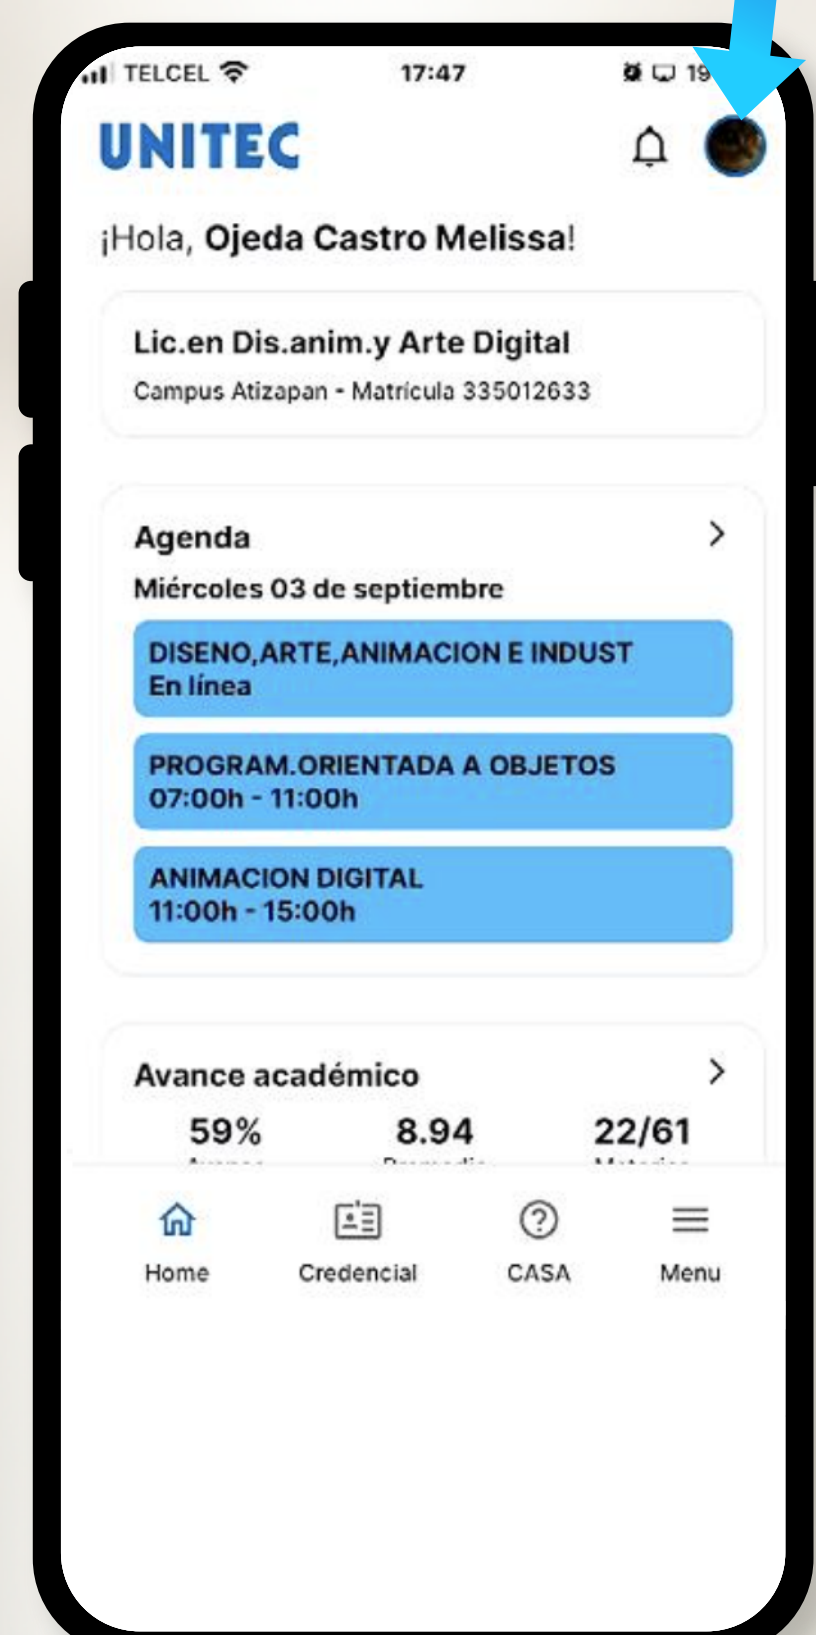 TELCEL 17:47 19
UNITEC
¡Hola, Ojeda Castro Melissa!
Lic.en Dis.anim.y Arte Digital
Campus Atizapan - Matrícula 335012633
Agenda
Miércoles 03 de septiembre
DISENO,ARTE,ANIMACION E INDUST
En línea
PROGRAM.ORIENTADA A OBJETOS
07:00h - 11:00h
ANIMACION DIGITAL
11:00h - 15:00h
Avance académico
59% 8.94 22/61
Home Credencial CASA Menu